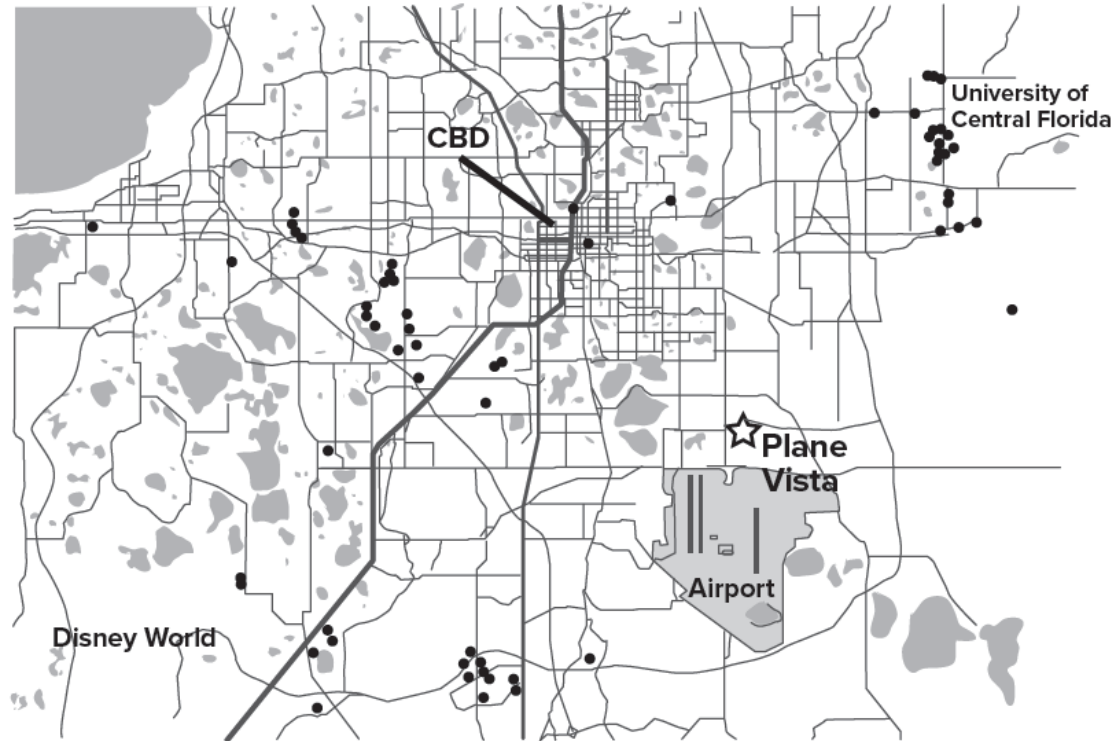 University of
Central Florida
CBD
Plane
Vista
Airport
Disney World